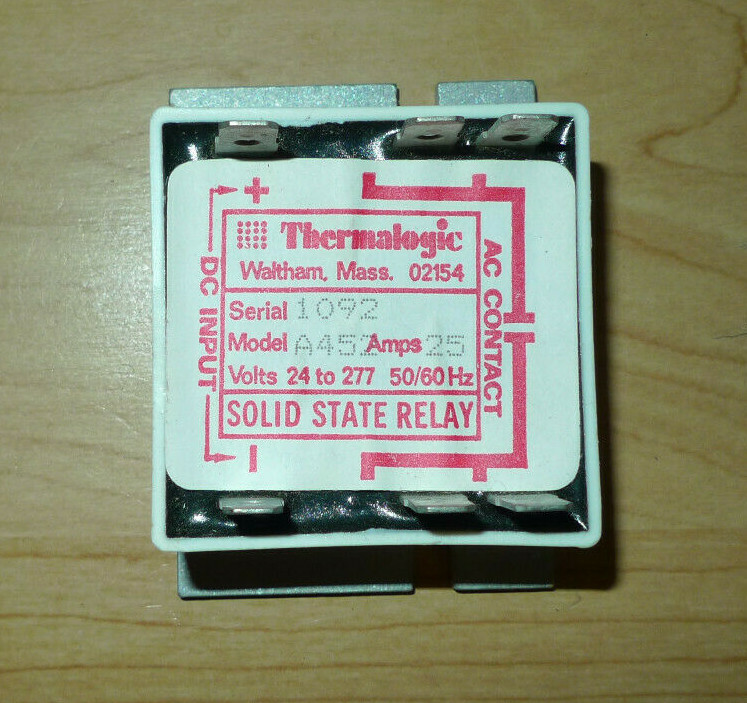 +
Thermalogic
Waltham, Mass. 02154
Serial 1092
Model A452 Amps 25
Volts 24 to 277 50/60 Hz
SOLID STATE RELAY
−
DC INPUT
AC CONTACT